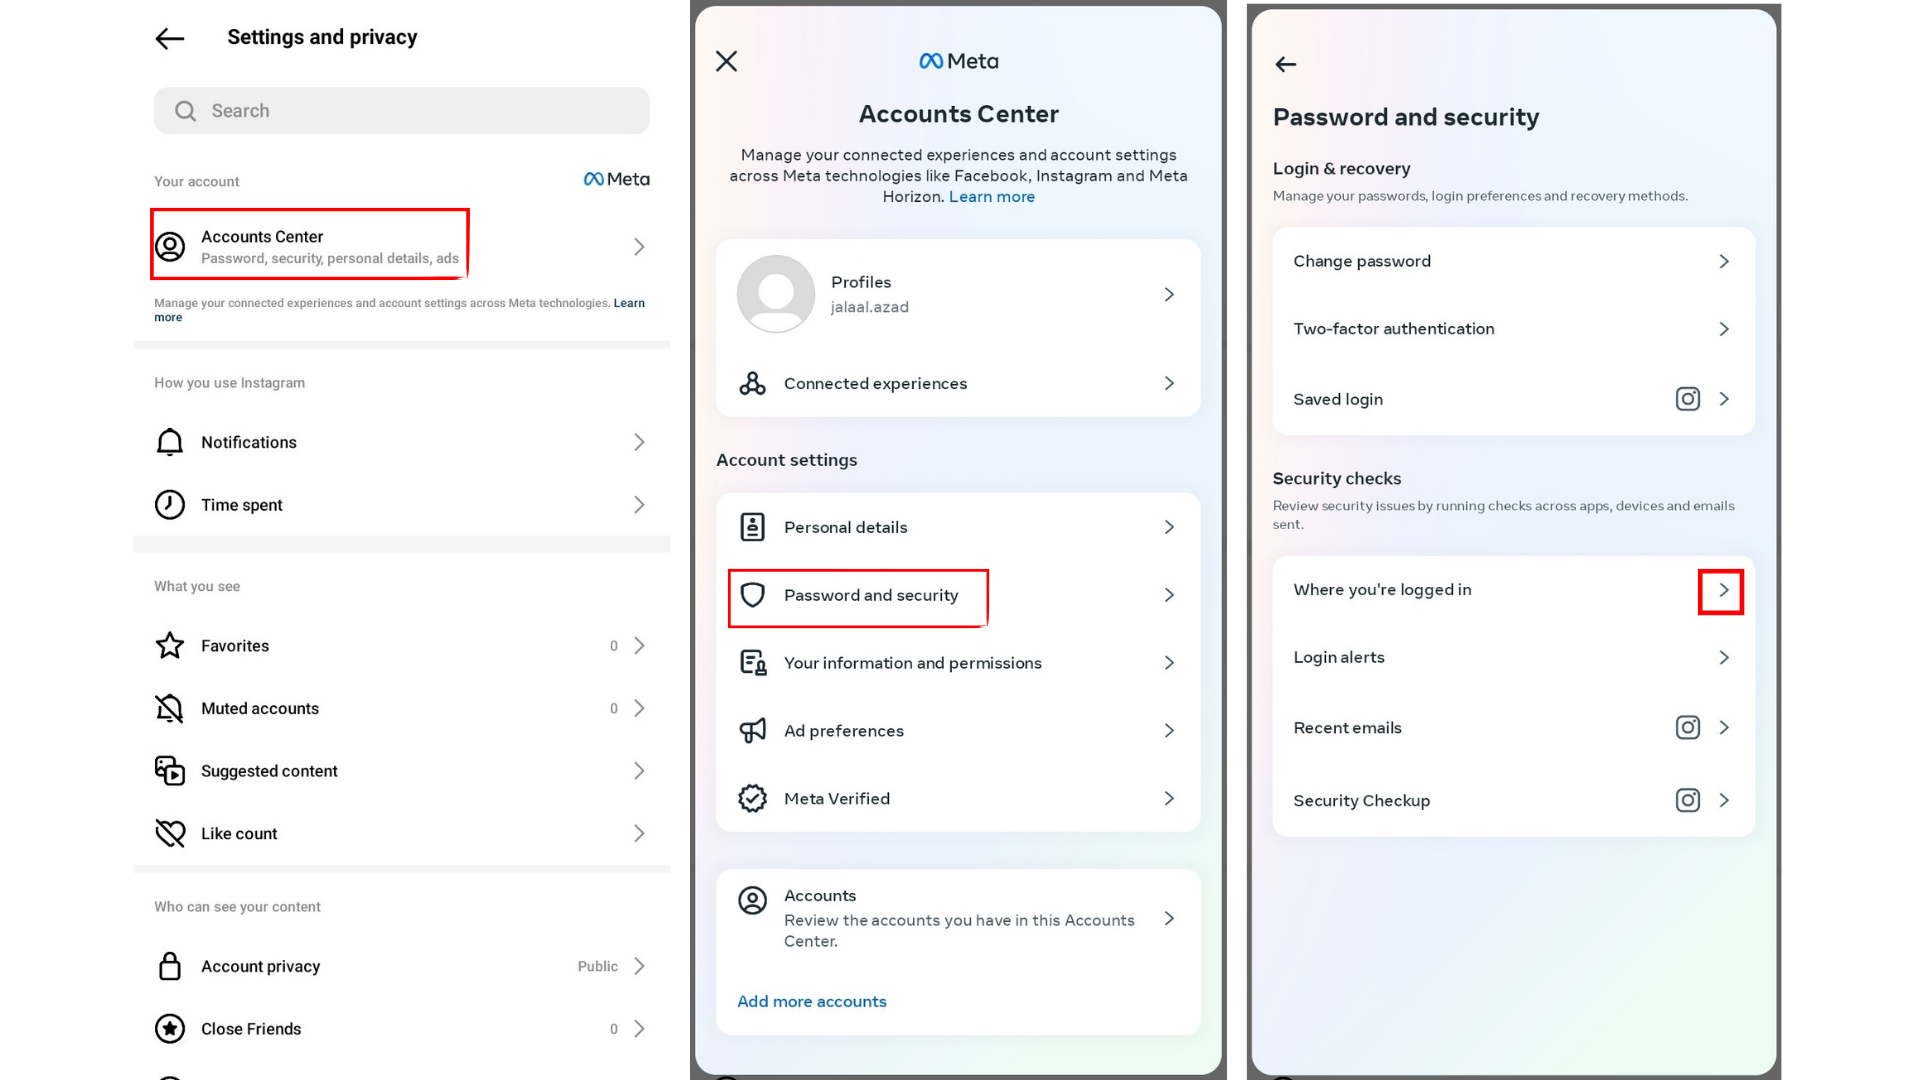 Settings and privacy
Search
Your account
Meta
Accounts Center
Password, security, personal details, ads
Manage your connected experiences and account settings across Meta technologies. Learn
more
How you use Instagram
Notifications
Time spent
What you see
Favorites 0
Muted accounts 0
Suggested content
Like count
Who can see your content
Account privacy Public
Close Friends 0
Meta
Accounts Center
Manage your connected experiences and account settings
across Meta technologies like Facebook, Instagram and Meta
Horizon. Learn more
Profiles
jalaal.azad
Connected experiences
Account settings
Personal details
Password and security
Your information and permissions
Ad preferences
Meta Verified
Accounts
Review the accounts you have in this Accounts
Center.
Add more accounts
Password and security
Login & recovery
Manage your passwords, login preferences and recovery methods.
Change password
Two-factor authentication
Saved login
Security checks
Review security issues by running checks across apps, devices and emails
sent.
Where you're logged in
Login alerts
Recent emails
Security Checkup